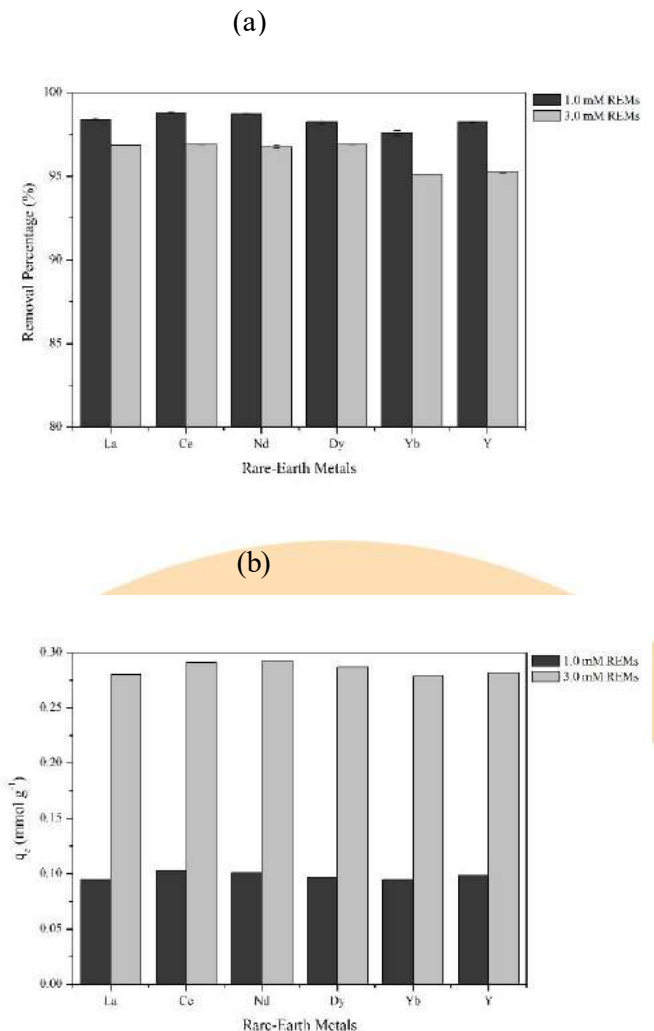 (a)
100
95
90
85
80
Removal Percentage (%)
1.0 mM REMs
3.0 mM REMs
La Ce Nd Dy Yb Y
Rare-Earth Metals
(b)
0.30
0.25
0.20
0.15
0.10
0.05
0.00
qe (mmol g⁻¹)
1.0 mM REMs
3.0 mM REMs
La Ce Nd Dy Yb Y
Rare-Earth Metals